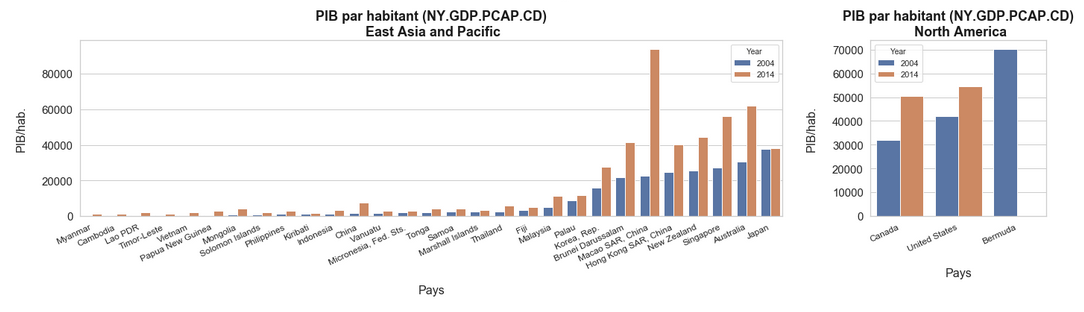 PIB par habitant (NY.GDP.PCAP.CD)
East Asia and Pacific
PIB/hab.
80000
60000
40000
20000
0
Year
2004
2014
Myanmar
Cambodia
Lao PDR
Timor-Leste
Vietnam
Papua New Guinea
Mongolia
Solomon Islands
Philippines
Kiribati
Indonesia
China
Vanuatu
Micronesia, Fed. Sts.
Tonga
Samoa
Marshall Islands
Thailand
Fiji
Malaysia
Palau
Korea, Rep.
Brunei Darussalam
Macao SAR, China
Hong Kong SAR, China
New Zealand
Singapore
Australia
Japan
Pays
PIB par habitant (NY.GDP.PCAP.CD)
North America
PIB/hab.
70000
60000
50000
40000
30000
20000
10000
0
Year
2004
2014
Canada
United States
Bermuda
Pays